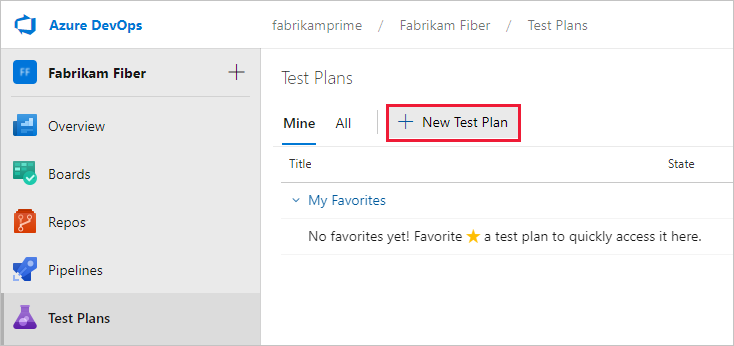 Azure DevOps
fabrikamprime / Fabrikam Fiber / Test Plans
FF Fabrikam Fiber
Overview
Boards
Repos
Pipelines
Test Plans
Test Plans
Mine All + New Test Plan
Title State
My Favorites
No favorites yet! Favorite ⭐ a test plan to quickly access it here.